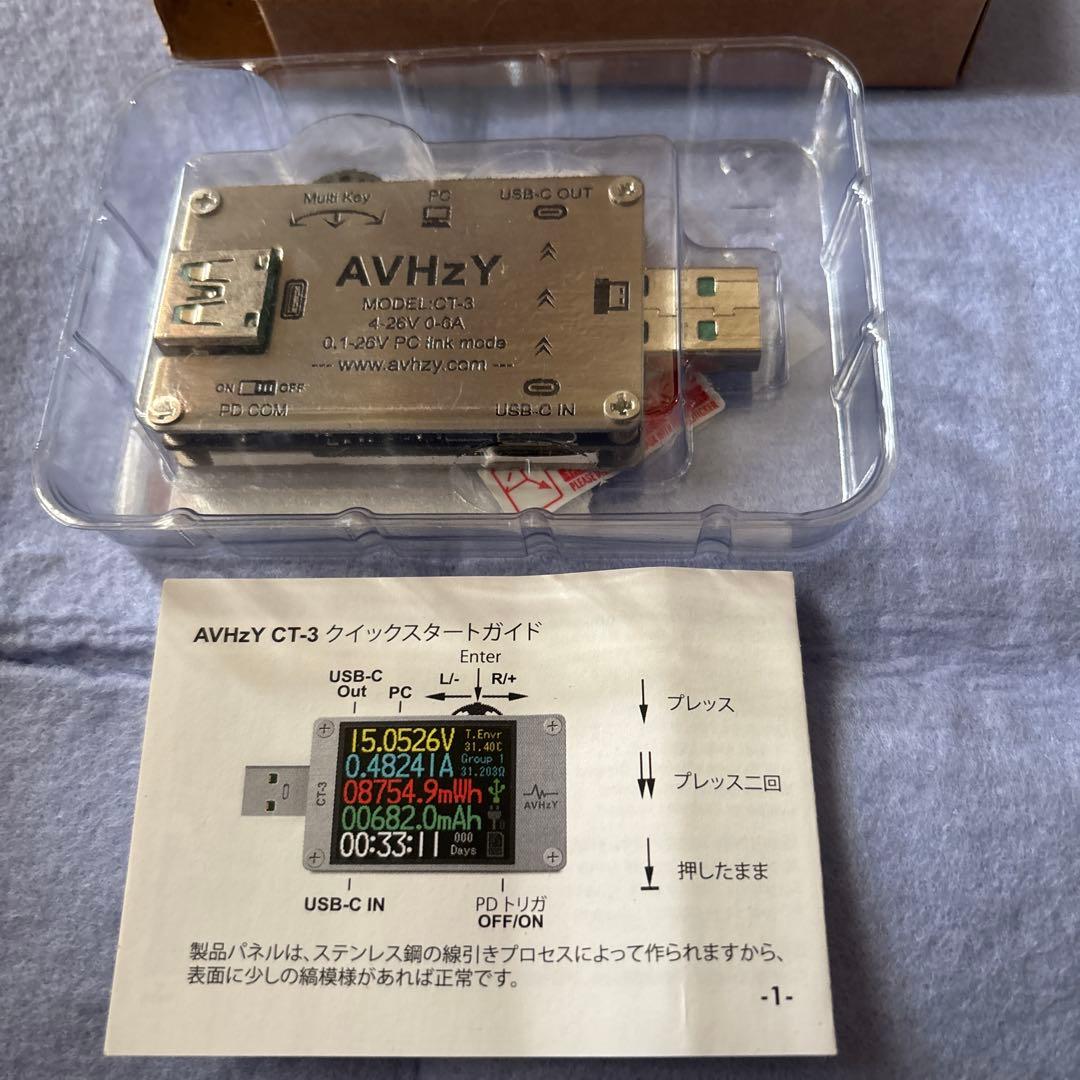 Multi Key
PC
USB-C OUT
AVHzY
MODEL:CT-3
4-26V 0-6A
0.1-26V PC link mode
--- www.avhzy.com ---
ON OFF
PD COM
USB-C IN
PLEASE
AVHzY CT-3 クイックスタートガイド
Enter
USB-C
Out
PC
L/-
R/+
プレッス
15.0526V
T.Envr
31.40C
0.48241A
Group 1
31.203Ω
08754.9mWh
00682.0mAh
00:33:11
000
Days
CT-3
AVHzY
プレッス二回
押したまま
USB-C IN
PDトリガ
OFF/ON
製品パネルは、ステンレス鋼の線引きプロセスによって作られますから、
表面に少しの縞模様があれば正常です。
-1-